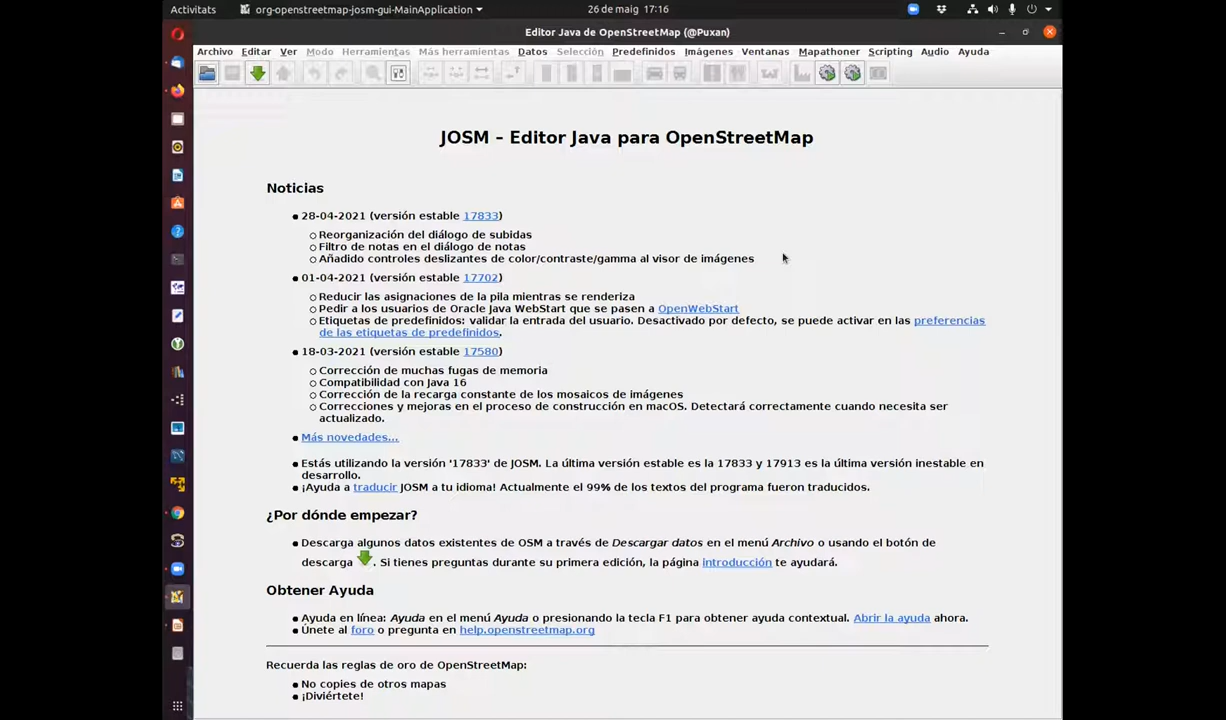 Activitats
org-openstreetmap-josm-gui-MainApplication
26 de maig 17:16
Editor Java de OpenStreetMap (@Puxan)
Archivo Editar Ver Modo Herramientas Más herramientas Datos Selección Predefinidos Imágenes Ventanas Mapathoner Scripting Audio Ayuda
JOSM – Editor Java para OpenStreetMap
Noticias
28-04-2021 (versión estable 17833)
Reorganización del diálogo de subidas
Filtro de notas en el diálogo de notas
Añadido controles deslizantes de color/contraste/gamma al visor de imágenes
01-04-2021 (versión estable 17702)
Reducir las asignaciones de la pila mientras se renderiza
Pedir a los usuarios de Oracle Java WebStart que se pasen a OpenWebStart
Etiquetas de predefinidos: validar la entrada del usuario. Desactivado por defecto, se puede activar en las preferencias
de las etiquetas de predefinidos.
18-03-2021 (versión estable 17580)
Corrección de muchas fugas de memoria
Compatibilidad con Java 16
Corrección de la recarga constante de los mosaicos de imágenes
Correcciones y mejoras en el proceso de construcción en macOS. Detectará correctamente cuando necesita ser
actualizado.
Más novedades...
Estás utilizando la versión '17833' de JOSM. La última versión estable es la 17833 y 17913 es la última versión inestable en
desarrollo.
¡Ayuda a traducir JOSM a tu idioma! Actualmente el 99% de los textos del programa fueron traducidos.
¿Por dónde empezar?
Descarga algunos datos existentes de OSM a través de Descargar datos en el menú Archivo o usando el botón de
descarga . Si tienes preguntas durante su primera edición, la página introducción te ayudará.
Obtener Ayuda
Ayuda en línea: Ayuda en el menú Ayuda o presionando la tecla F1 para obtener ayuda contextual. Abrir la ayuda ahora.
Únete al foro o pregunta en help.openstreetmap.org
Recuerda las reglas de oro de OpenStreetMap:
No copies de otros mapas
¡Diviértete!